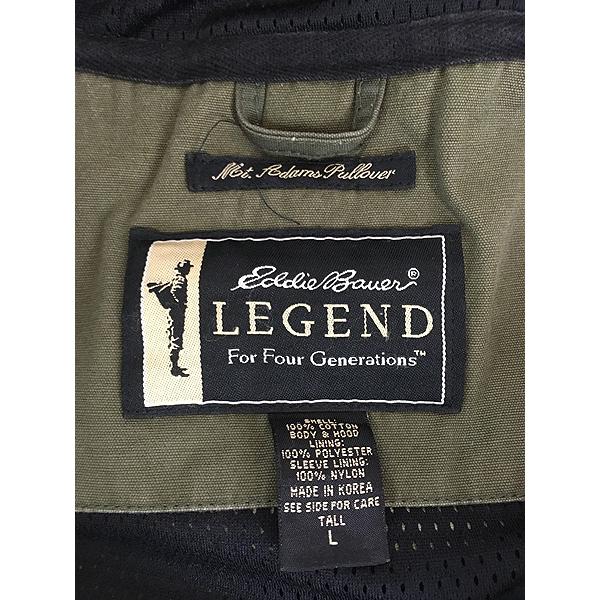 Mt. Adams Pullover
Eddie Bauer®
LEGEND
For Four Generations™
SHELL:
100% COTTON
BODY & HOOD
LINING:
100% POLYESTER
SLEEVE LINING:
100% NYLON
MADE IN KOREA
SEE SIDE FOR CARE
TALL
L